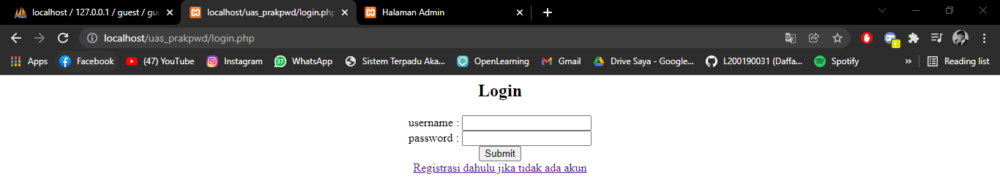 localhost / 127.0.0.1 / guest / gue
localhost/uas_prakpwd/login.php
Halaman Admin
localhost/uas_prakpwd/login.php
Apps
Facebook
(47) YouTube
Instagram
37
WhatsApp
Sistem Terpadu Aka...
OpenLearning
Drive Saya - Google...
Gmail
L200190031 (Daffa...
Spotify
»
Reading list
Login
username :
password :
Submit
Registrasi dahulu jika tidak ada akun